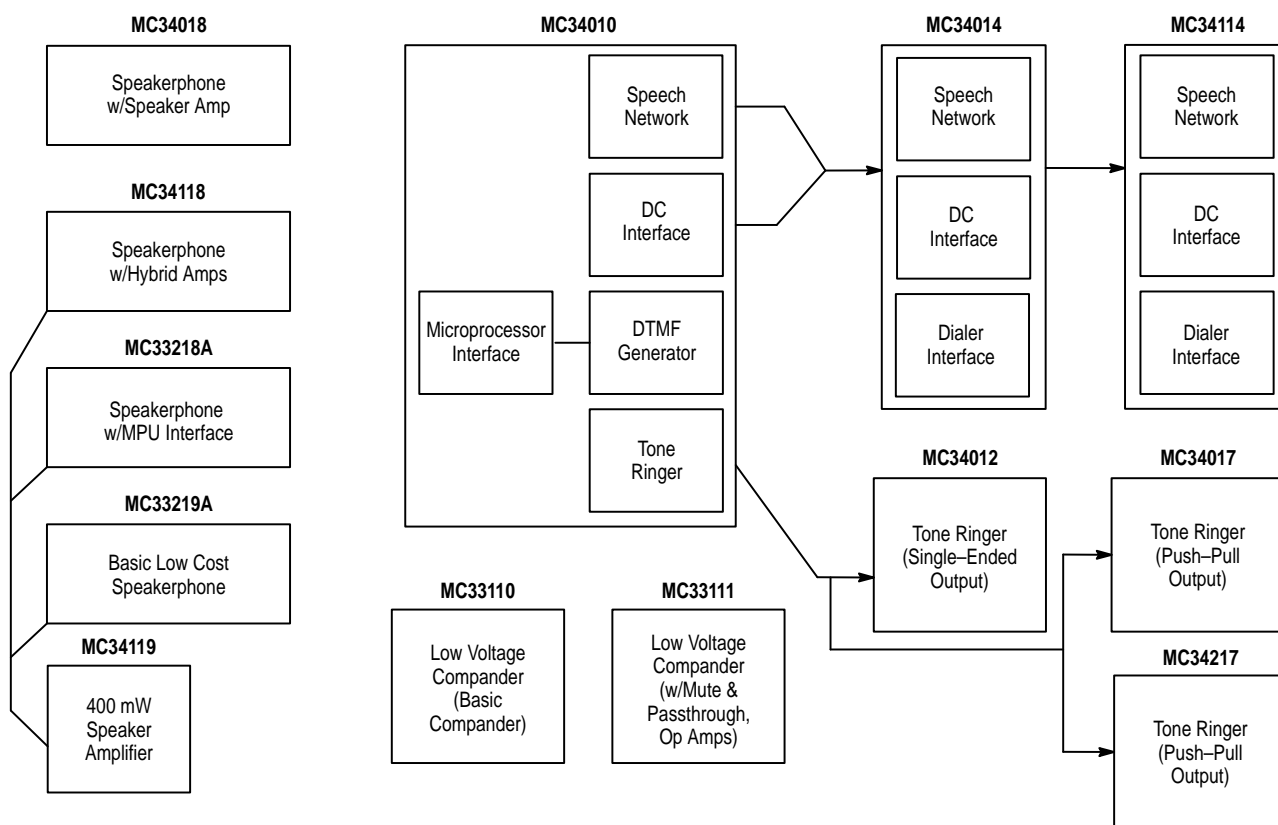 MC34018
Speakerphone
w/Speaker Amp
MC34118
Speakerphone
w/Hybrid Amps
MC33218A
Speakerphone
w/MPU Interface
MC33219A
Basic Low Cost
Speakerphone
MC34119
400 mW
Speaker
Amplifier
MC34010
Speech
Network
DC
Interface
Microprocessor
Interface
DTMF
Generator
Tone
Ringer
MC34014
Speech
Network
DC
Interface
Dialer
Interface
MC34114
Speech
Network
DC
Interface
Dialer
Interface
MC33110
Low Voltage
Compander
(Basic
Compander)
MC33111
Low Voltage
Compander
(w/Mute &
Passthrough,
Op Amps)
MC34012
Tone Ringer
(Single–Ended
Output)
MC34017
Tone Ringer
(Push–Pull
Output)
MC34217
Tone Ringer
(Push–Pull
Output)